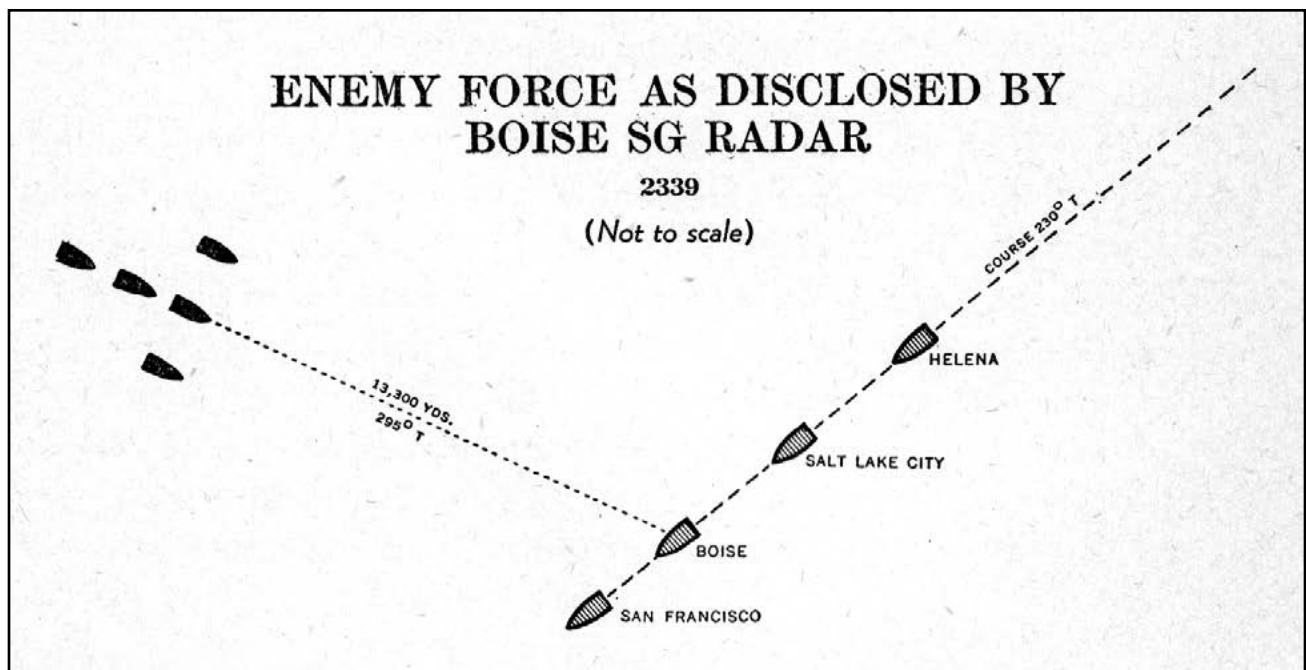 ENEMY FORCE AS DISCLOSED BY
BOISE SG RADAR
2339
(Not to scale)
COURSE 230° T
HELENA
13,300 YDS.
295° T
SALT LAKE CITY
BOISE
SAN FRANCISCO